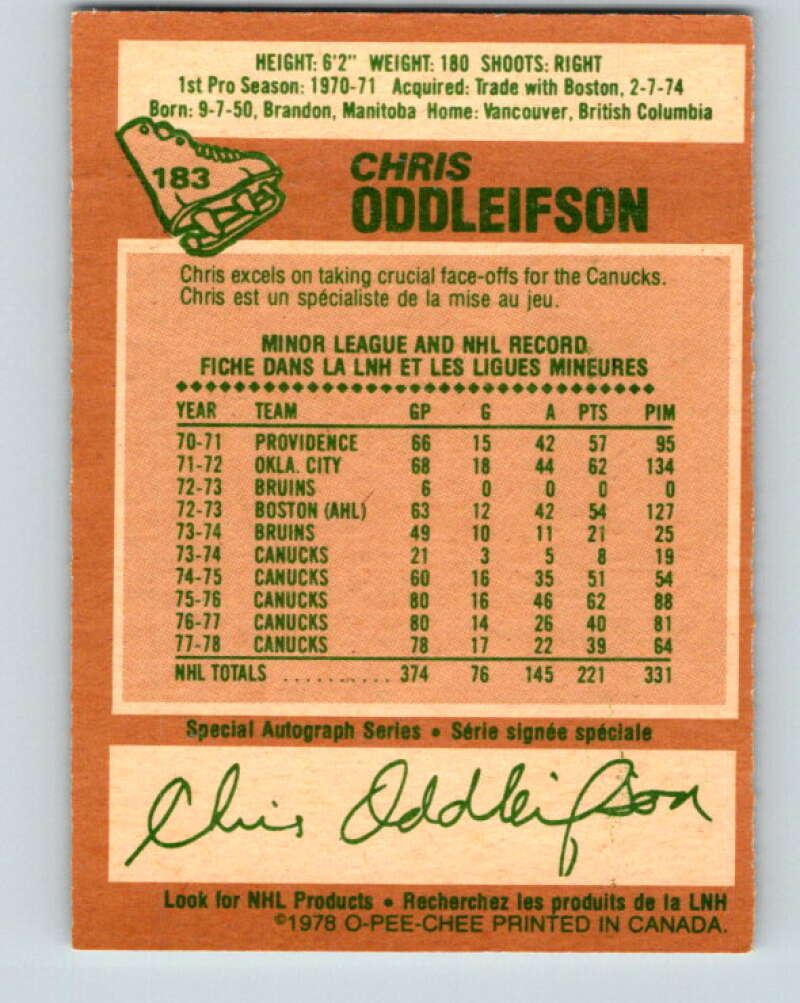 HEIGHT: 6'2" WEIGHT: 180 SHOOTS: RIGHT
1st Pro Season: 1970-71 Acquired: Trade with Boston, 2-7-74
Born: 9-7-50, Brandon, Manitoba Home: Vancouver, British Columbia
183
CHRIS
ODDLEIFSON
Chris excels on taking crucial face-offs for the Canucks.
Chris est un spécialiste de la mise au jeu.
MINOR LEAGUE AND NHL RECORD
FICHE DANS LA LNH ET LES LIGUES MINEURES
YEAR TEAM GP G A PTS PIM
70-71 PROVIDENCE 66 15 42 57 95
71-72 OKLA. CITY 68 18 44 62 134
72-73 BRUINS 6 0 0 0 0
72-73 BOSTON (AHL) 63 12 42 54 127
73-74 BRUINS 49 10 11 21 25
73-74 CANUCKS 21 3 5 8 19
74-75 CANUCKS 60 16 35 51 54
75-76 CANUCKS 80 16 46 62 88
76-77 CANUCKS 80 14 26 40 81
77-78 CANUCKS 78 17 22 39 64
NHL TOTALS .......... 374 76 145 221 331
Special Autograph Series • Série signée spéciale
Chris Oddleifson
Look for NHL Products • Recherchez les produits de la LNH
©1978 O-PEE-CHEE PRINTED IN CANADA.